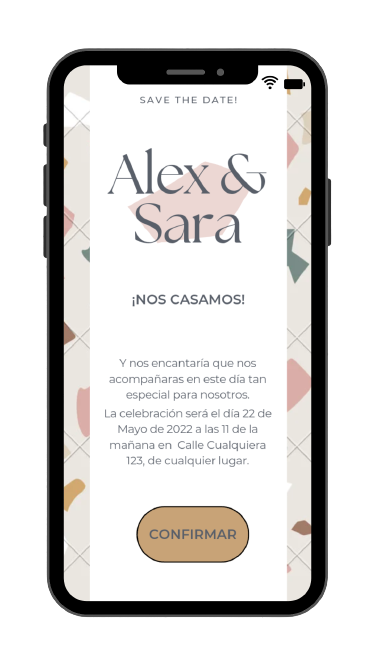 SAVE THE DATE!
Alex &
Sara
¡NOS CASAMOS!
Y nos encantaría que nos
acompañaras en este día tan
especial para nosotros.
La celebración será el día 22 de
Mayo de 2022 a las 11 de la
mañana en  Calle Cualquiera
123, de cualquier lugar.
CONFIRMAR